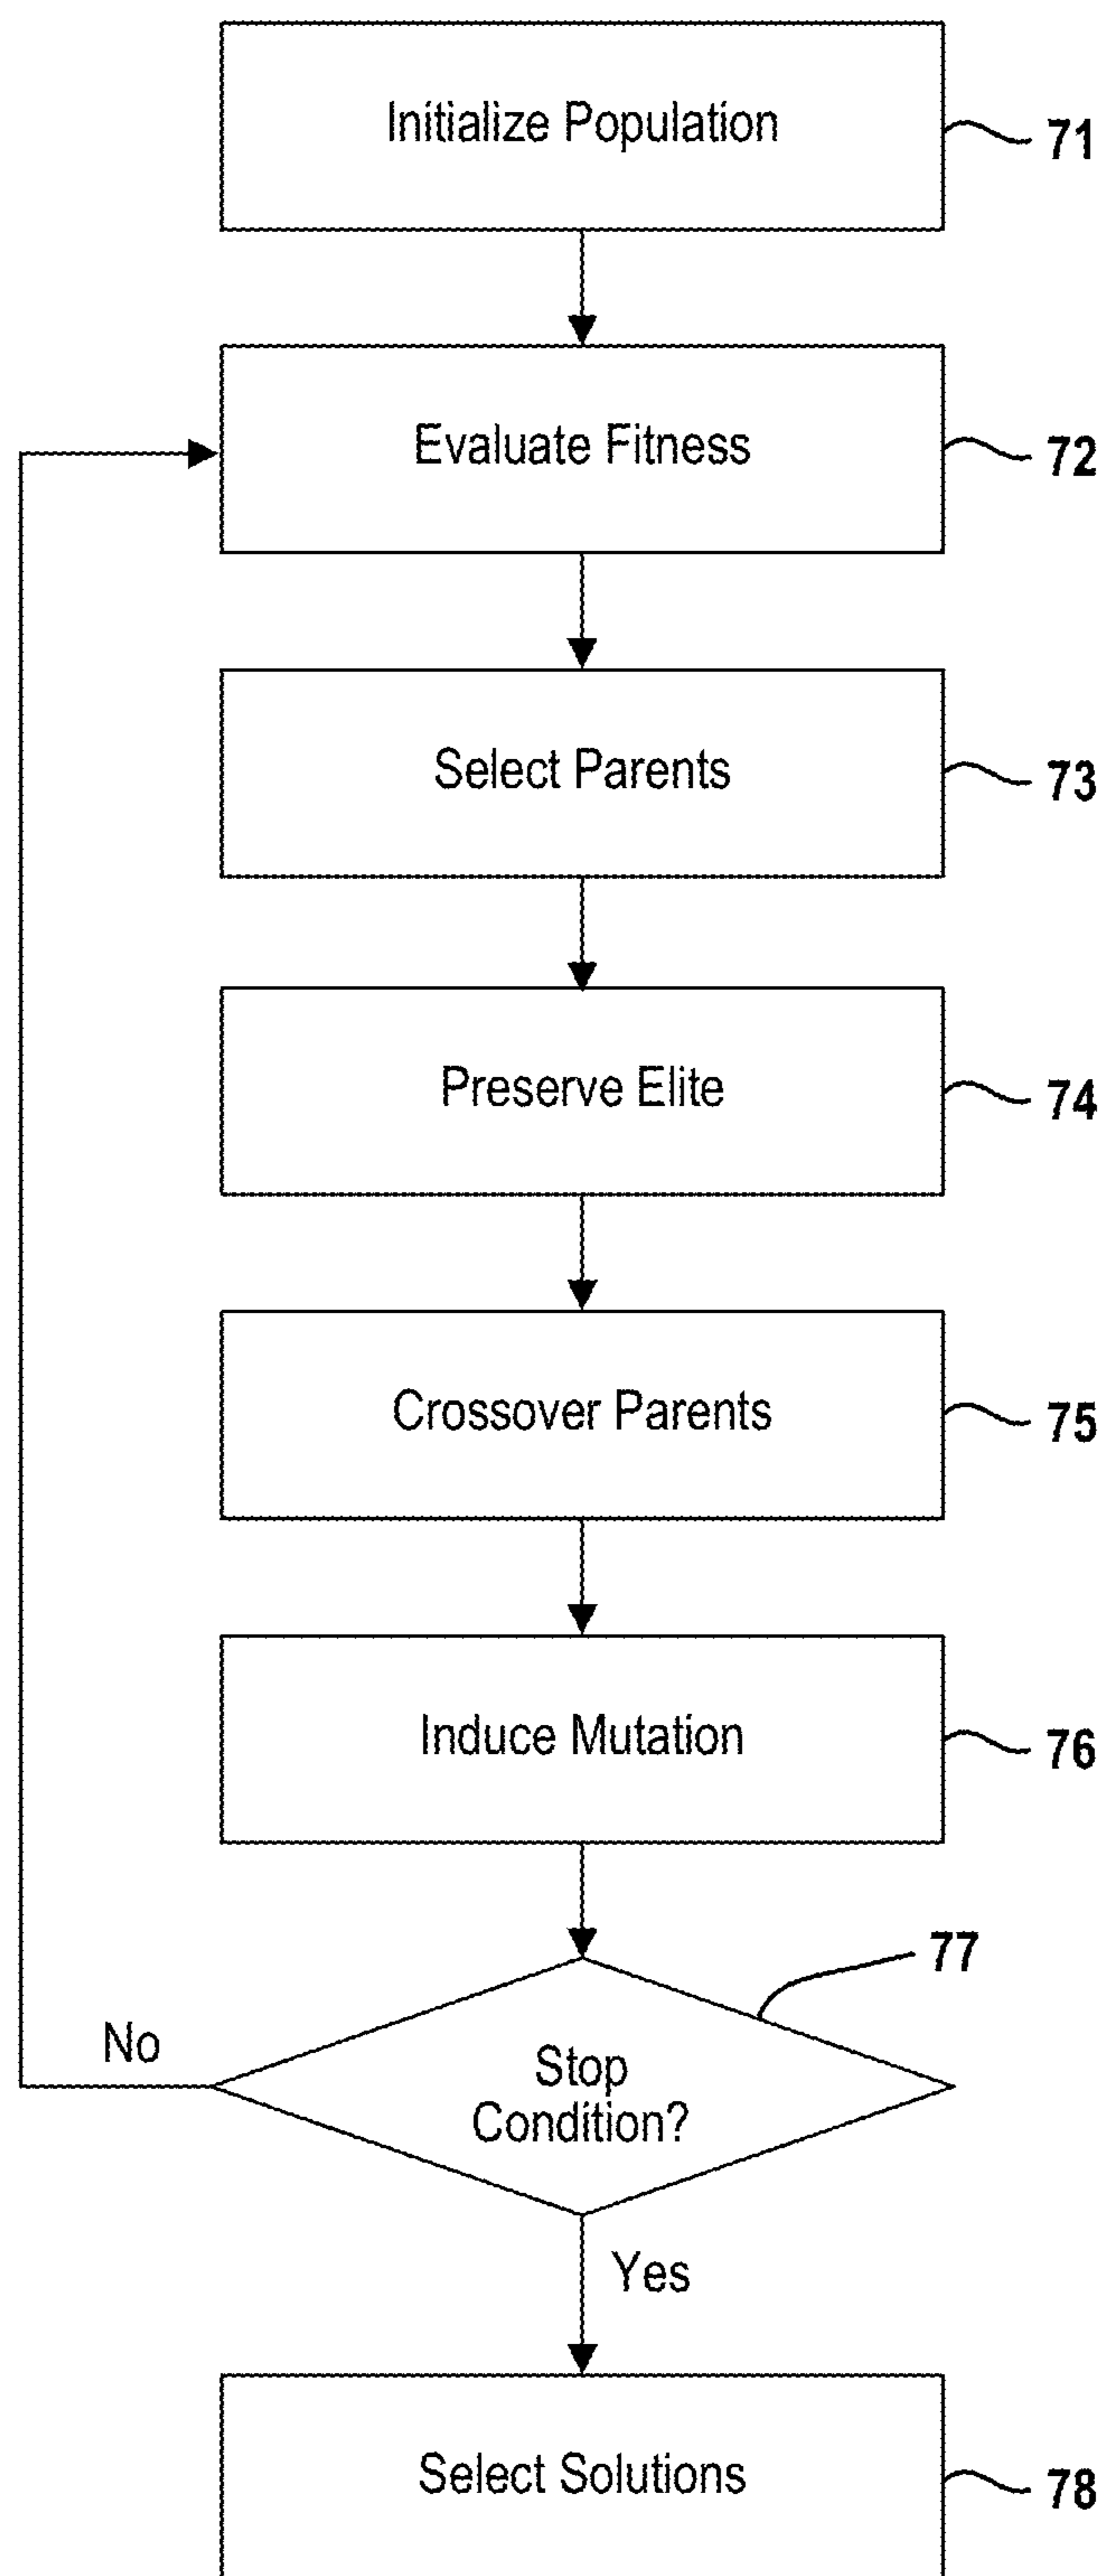 Initialize Population
71
Evaluate Fitness
72
Select Parents
73
Preserve Elite
74
Crossover Parents
75
Induce Mutation
76
77
No
Stop
Condition?
Yes
Select Solutions
78